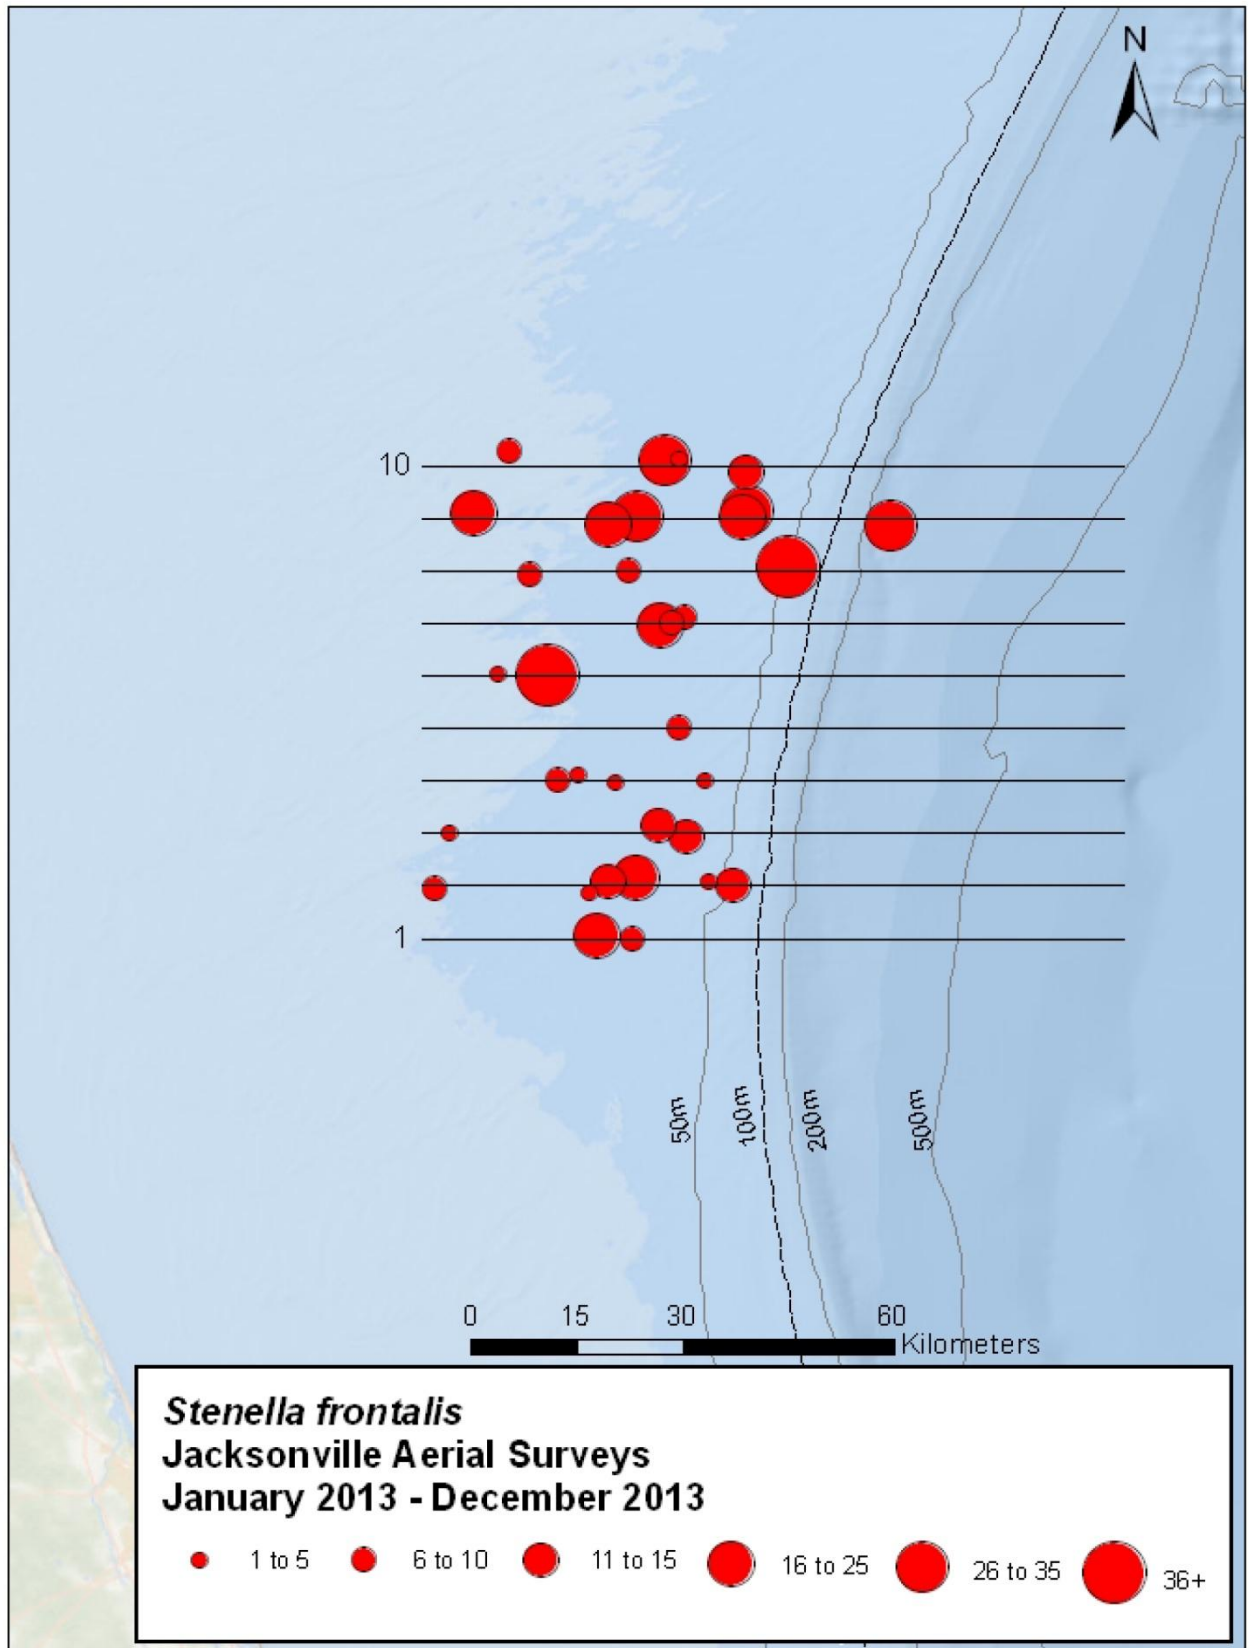 N
10
1
50m 100m 200m 500m
0 15 30 60
Kilometers
Stenella frontalis
Jacksonville Aerial Surveys
January 2013 - December 2013
1 to 5 6 to 10 11 to 15 16 to 25 26 to 35 36+